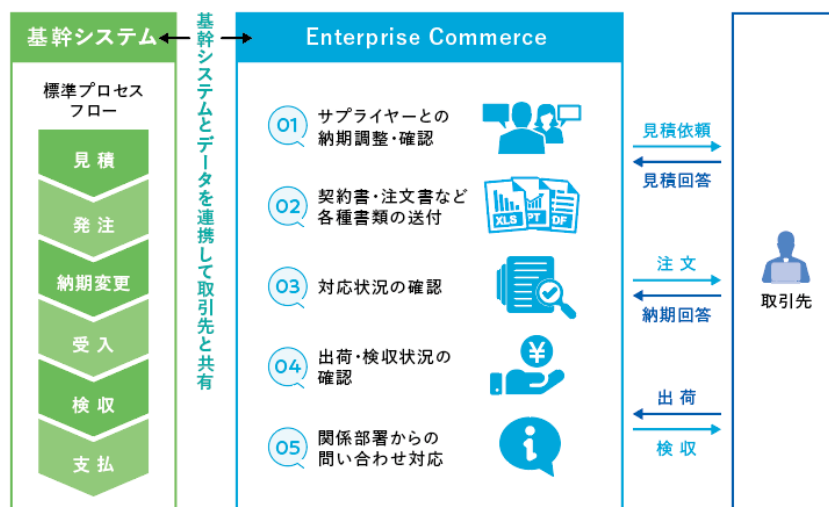 基幹システム
標準プロセス
フロー
見積
発注
納期変更
受入
検収
支払
基幹システムとデータを連携して取引先と共有
Enterprise Commerce
01
サプライヤーとの
納期調整・確認
02
契約書・注文書など
各種書類の送付
XLS
PT
DF
03
対応状況の確認
04
出荷・検収状況の
確認
¥
05
関係部署からの
問い合わせ対応
i
見積依頼
見積回答
注文
納期回答
出荷
検収
取引先